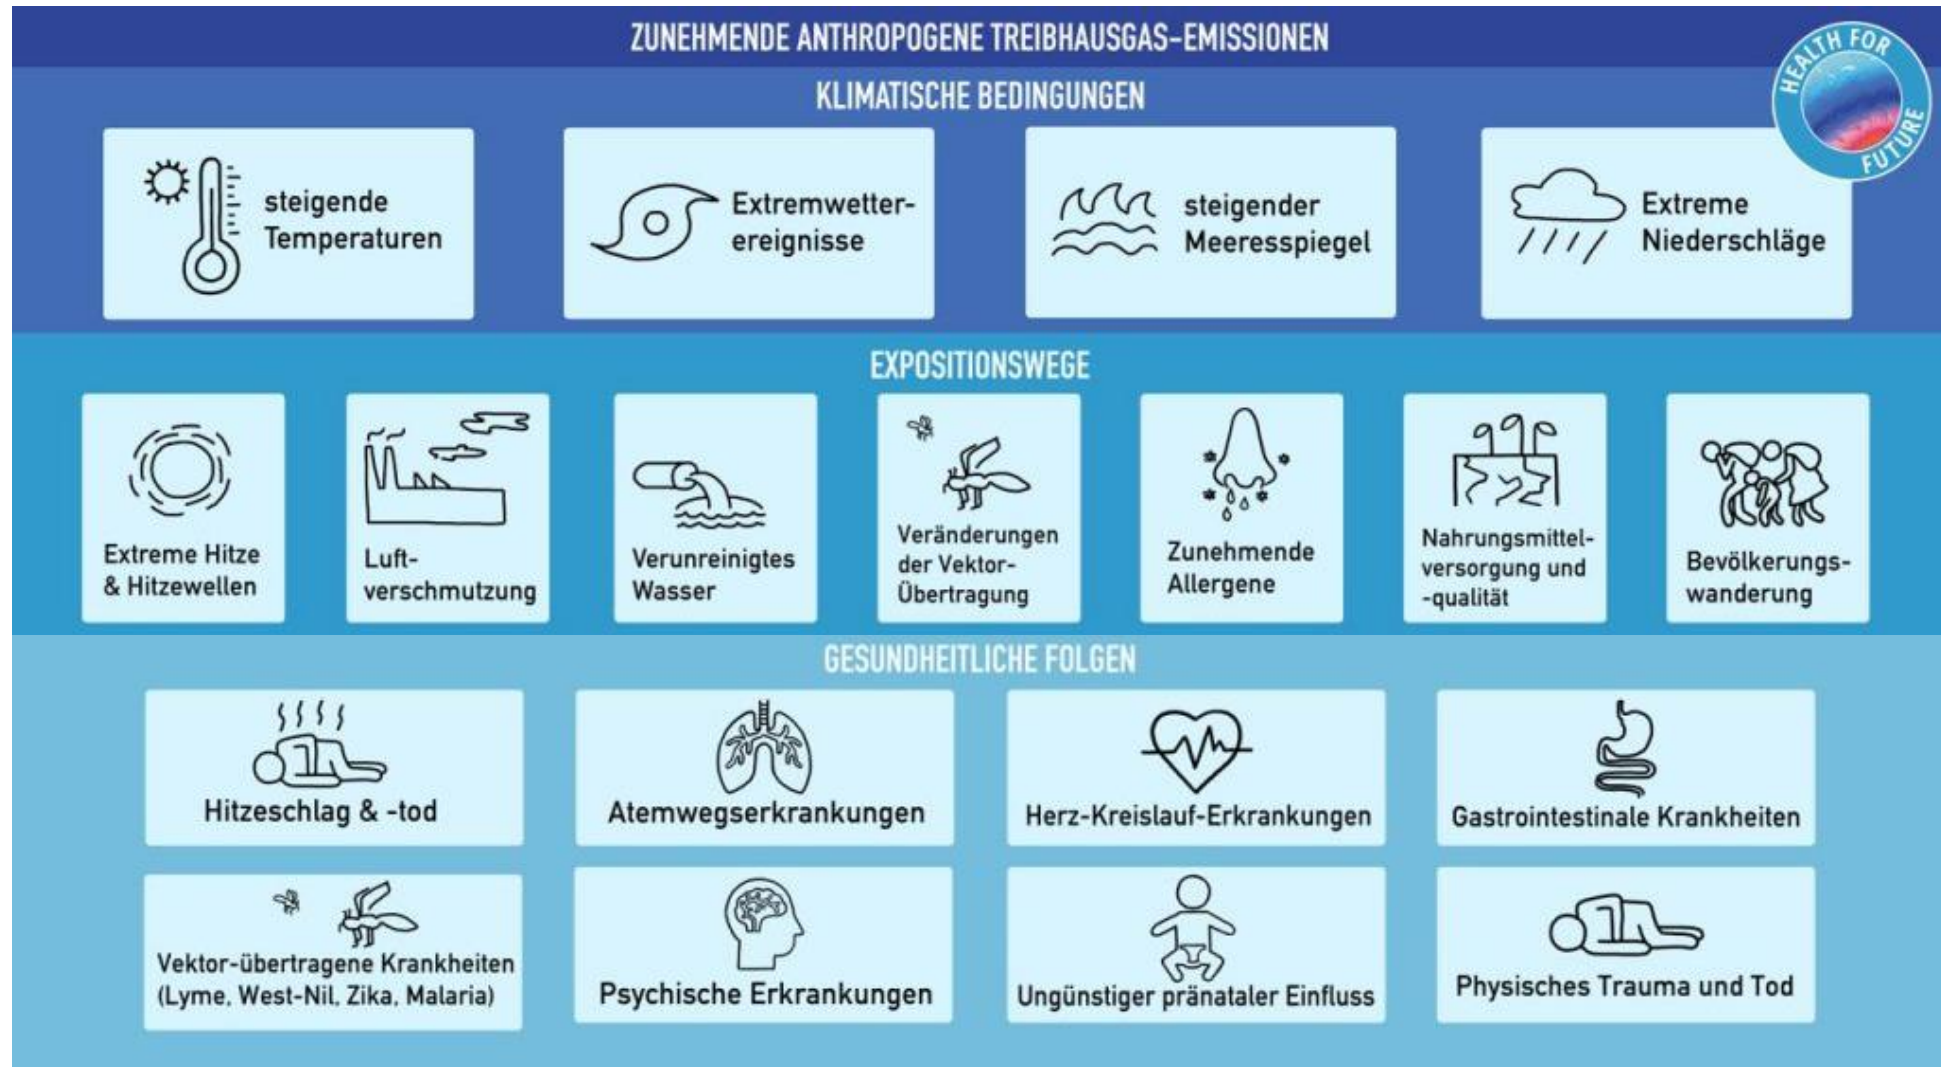 ZUNEHMENDE ANTHROPOGENE TREIBHAUSGAS-EMISSIONEN
HEALTH FOR
FUTURE
KLIMATISCHE BEDINGUNGEN
steigende
Temperaturen
Extremwetter-
ereignisse
steigender
Meeresspiegel
Extreme
Niederschläge
EXPOSITIONSWEGE
Extreme Hitze
& Hitzewellen
Luft-
verschmutzung
Verunreinigtes
Wasser
Veränderungen
der Vektor-
Übertragung
Zunehmende
Allergene
Nahrungsmittel-
versorgung und
-qualität
Bevölkerungs-
wanderung
GESUNDHEITLICHE FOLGEN
Hitzeschlag & -tod
Atemwegserkrankungen
Herz-Kreislauf-Erkrankungen
Gastrointestinale Krankheiten
Vektor-übertragene Krankheiten
(Lyme, West-Nil, Zika, Malaria)
Psychische Erkrankungen
Ungünstiger pränataler Einfluss
Physisches Trauma und Tod